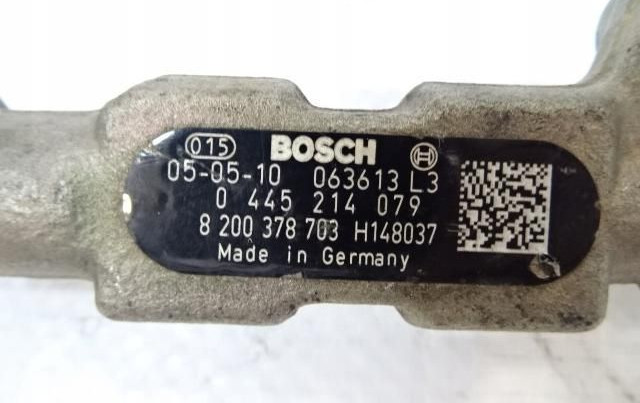 015 BOSCH
05-05-10 063613 L3
0 445 214 079
8 200 378 703 H148037
Made in Germany